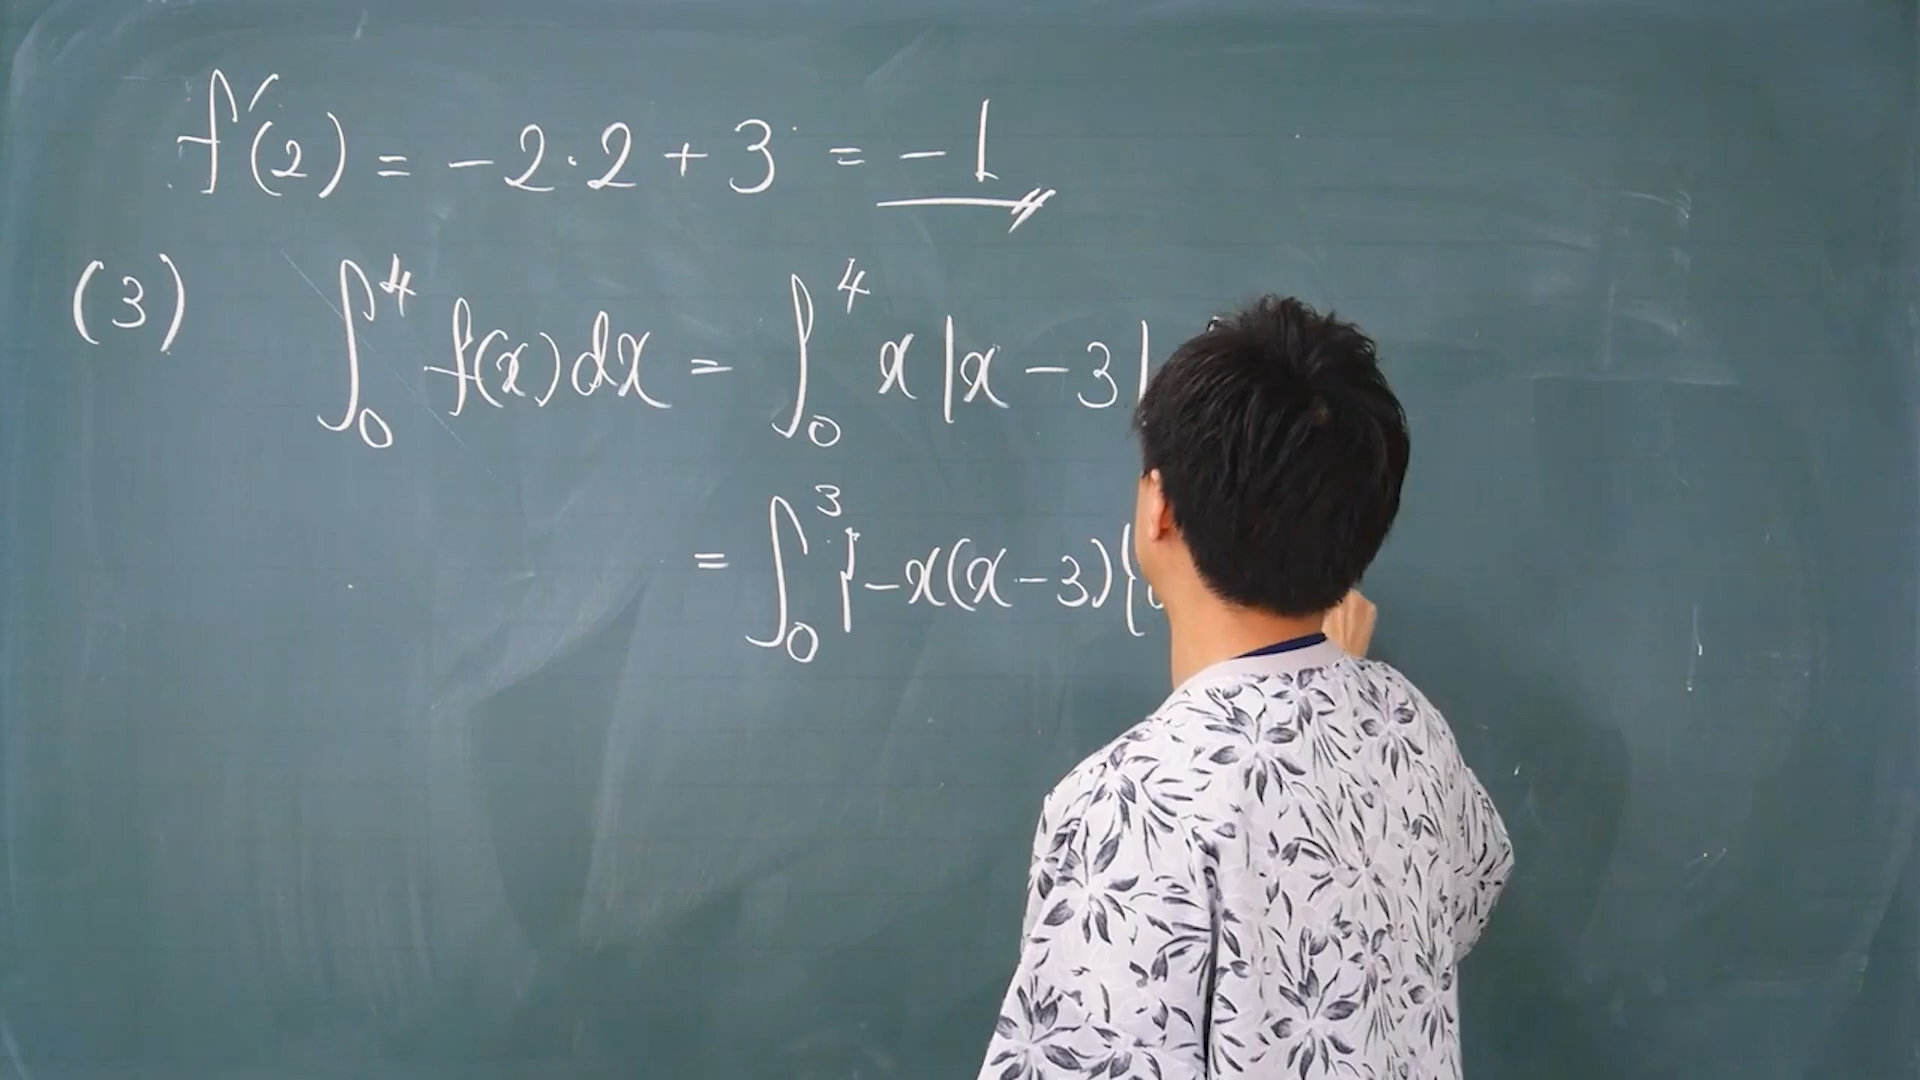 f'(2) = -2·2 + 3 = -1
(3) ∫₀⁴ f(x)dx = ∫₀⁴ x|x-3|
= ∫₀³ {-x(x-3)}